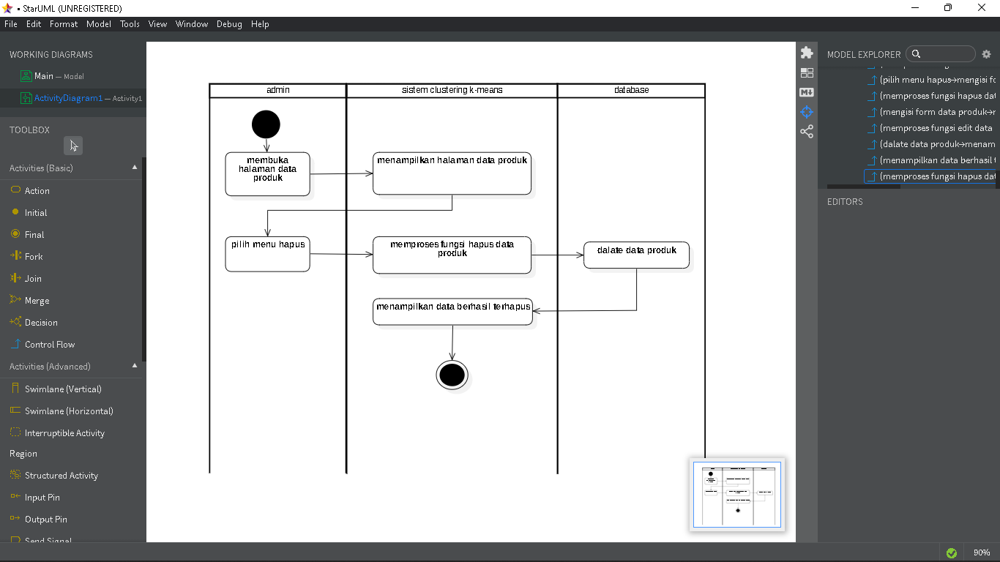 • StarUML (UNREGISTERED)
File Edit Format Model Tools View Window Debug Help
WORKING DIAGRAMS
Main — Model
ActivityDiagram1 — Activity1
TOOLBOX
Activities (Basic)
Action
Initial
Final
Fork
Join
Merge
Decision
Control Flow
Activities (Advanced)
Swimlane (Vertical)
Swimlane (Horizontal)
Interruptible Activity
Region
Structured Activity
Input Pin
Output Pin
Send Signal
admin
sistem clustering k-means
database
membuka
halaman data
produk
menampilkan halaman data produk
pilih menu hapus
memproses fungsi hapus data
produk
dalate data produk
menampilkan data berhasil terhapus
MODEL EXPLORER
(pilih menu hapus→mengisi fo
(memproses fungsi hapus dat
(mengisi form data produk→r
(memproses fungsi edit data
(dalate data produk→menam
(menampilkan data berhasil t
(memproses fungsi hapus dat
EDITORS
90%